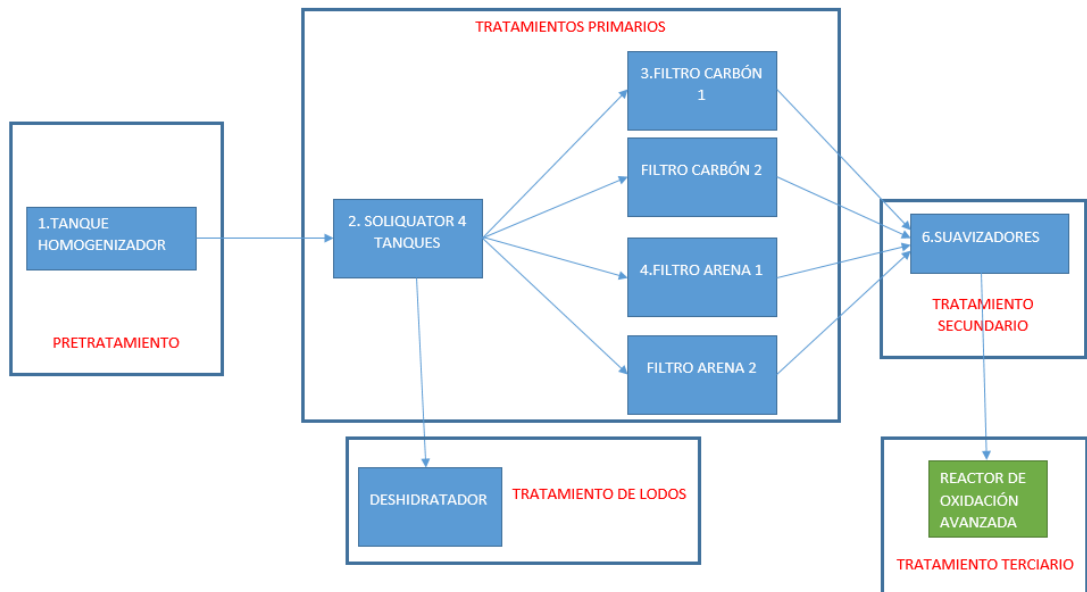 TRATAMIENTOS PRIMARIOS
3.FILTRO CARBÓN
1
FILTRO CARBÓN 2
1.TANQUE
HOMOGENIZADOR
2. SOLIQUATOR 4
TANQUES
4.FILTRO ARENA 1
6.SUAVIZADORES
TRATAMIENTO
SECUNDARIO
PRETRATAMIENTO
FILTRO ARENA 2
DESHIDRATADOR
TRATAMIENTO DE LODOS
REACTOR DE
OXIDACIÓN
AVANZADA
TRATAMIENTO TERCIARIO